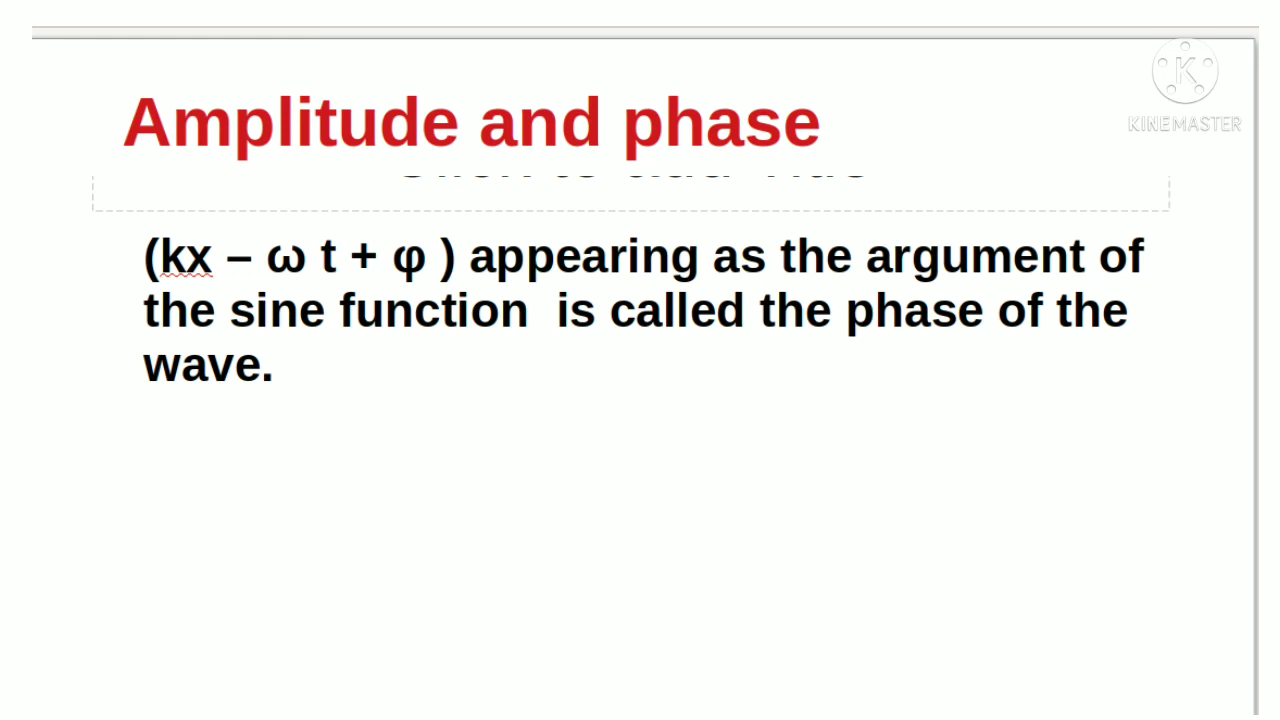 Amplitude and phase
(kx – ω t + φ ) appearing as the argument of
the sine function  is called the phase of the
wave.
K
KINEMASTER